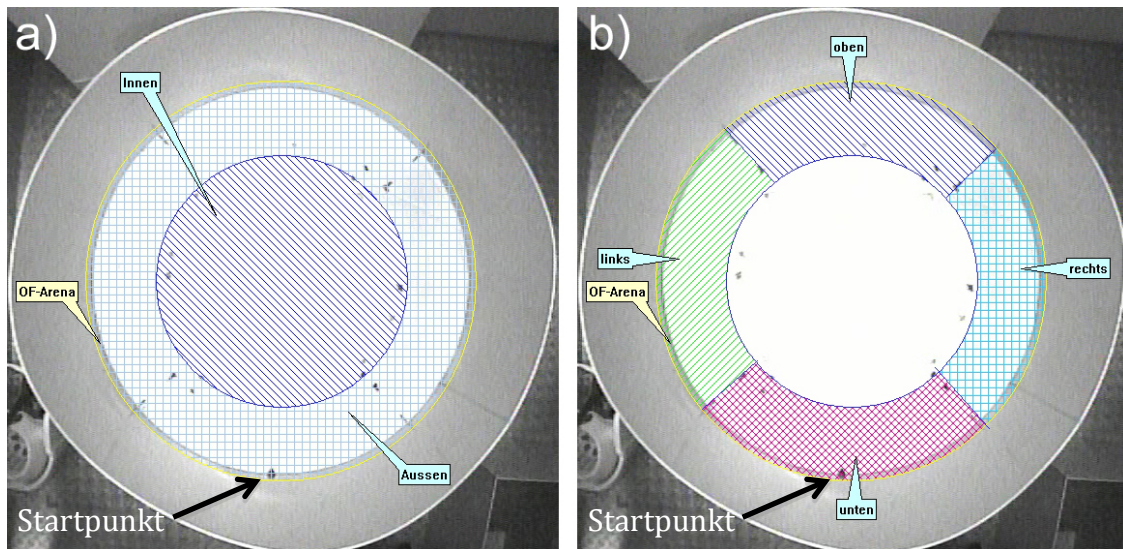 a)
Innen
OF-Arena
Aussen
Startpunkt
b)
oben
links
rechts
OF-Arena
unten
Startpunkt